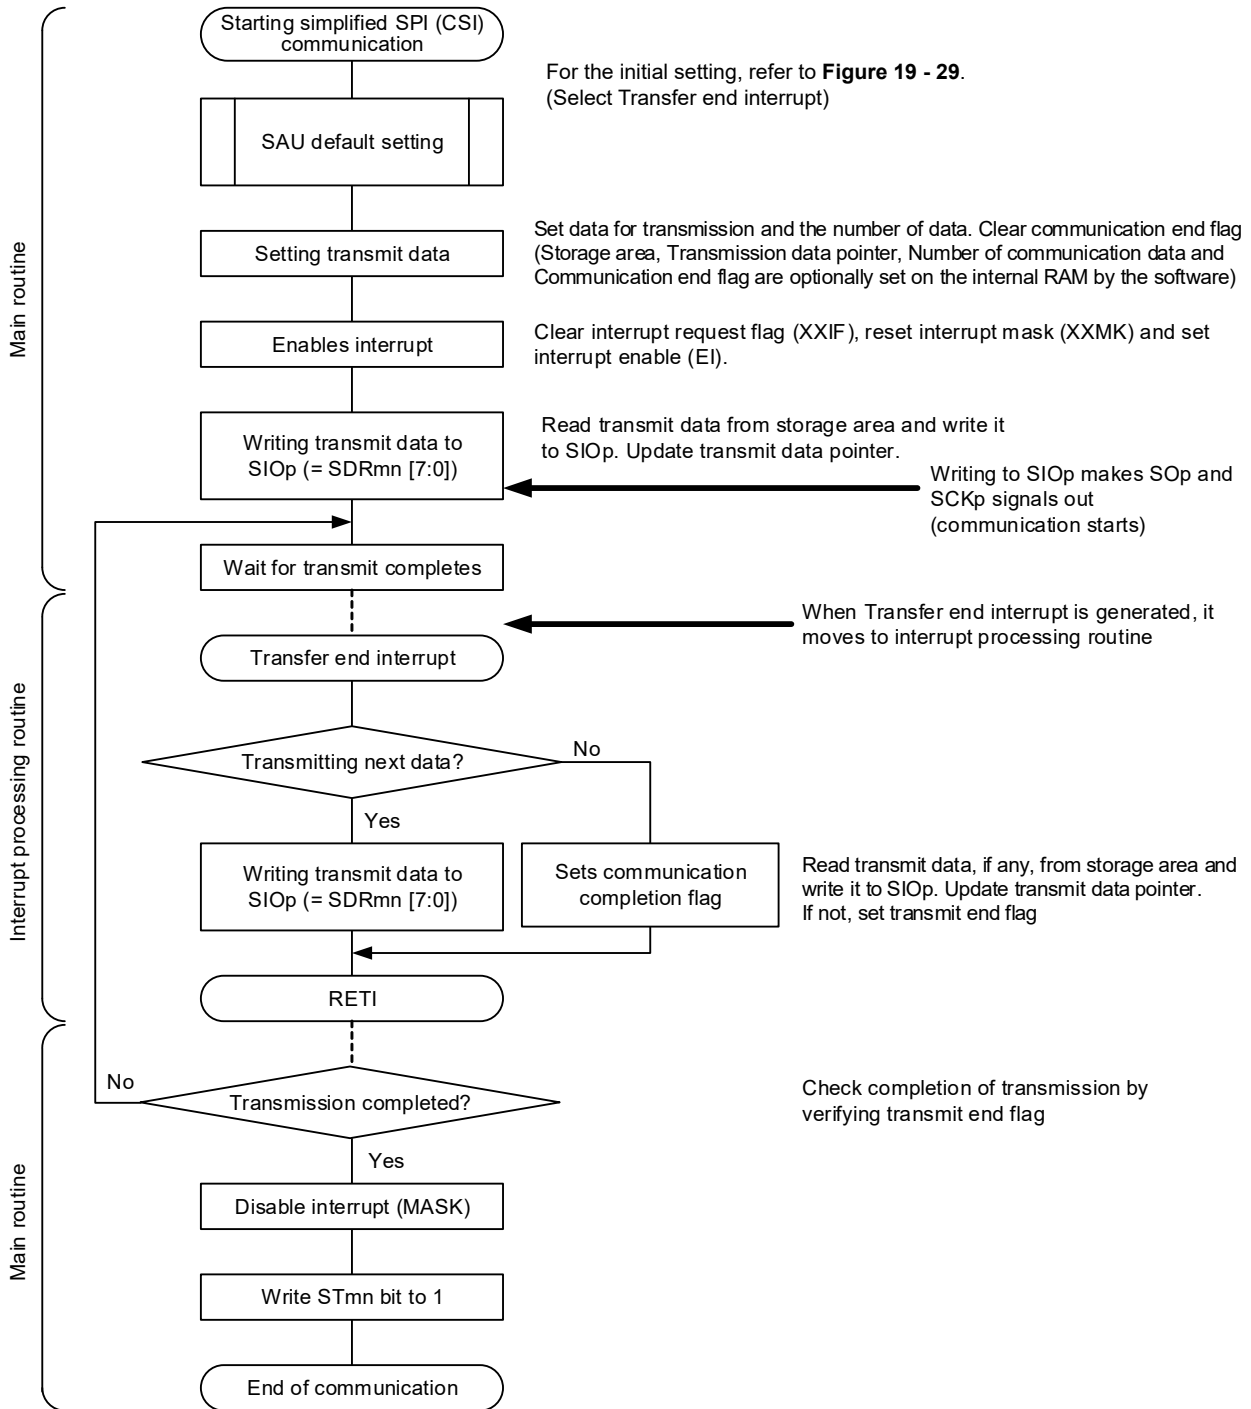 Starting simplified SPI (CSI)
communication
For the initial setting, refer to Figure 19 - 29.
(Select Transfer end interrupt)
SAU default setting
Set data for transmission and the number of data. Clear communication end flag
(Storage area, Transmission data pointer, Number of communication data and
Communication end flag are optionally set on the internal RAM by the software)
Setting transmit data
Main routine
Enables interrupt
Clear interrupt request flag (XXIF), reset interrupt mask (XXMK) and set
interrupt enable (EI).
Writing transmit data to
SIOp (= SDRmn [7:0])
Read transmit data from storage area and write it
to SIOp. Update transmit data pointer.
Writing to SIOp makes SOp and
SCKp signals out
(communication starts)
Wait for transmit completes
When Transfer end interrupt is generated, it
moves to interrupt processing routine
Transfer end interrupt
Interrupt processing routine
Transmitting next data?
No
Yes
Writing transmit data to
SIOp (= SDRmn [7:0])
Sets communication
completion flag
Read transmit data, if any, from storage area and
write it to SIOp. Update transmit data pointer.
If not, set transmit end flag
RETI
No
Transmission completed?
Check completion of transmission by
verifying transmit end flag
Yes
Main routine
Disable interrupt (MASK)
Write STmn bit to 1
End of communication